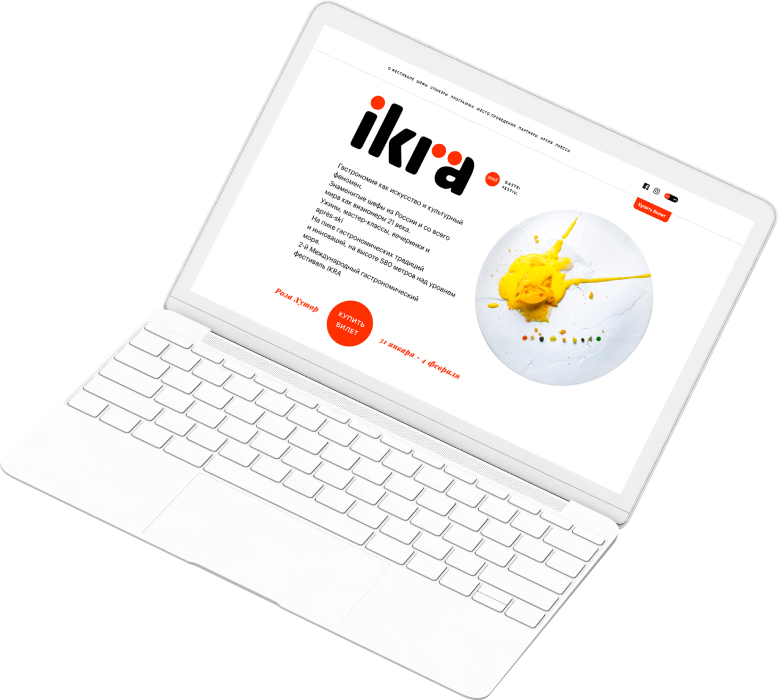 О ФЕСТИВАЛЕ ШЕФЫ СПИКЕРЫ ПРОГРАММА МЕСТО ПРОВЕДЕНИЯ ПАРТНЕРЫ АРХИВ ПРЕССА
ikra
2018
GASTR-
FESTIV-
Купить билет
Гастрономия как искусство и культурный
феномен.
Знаменитые шефы из России и со всего
мира как визионеры 21 века.
Ужины, мастер-классы, вечеринки и
après-ski
На пике гастрономических традиций
и инноваций, на высоте 580 метров над уровнем
моря.
2-й Международный гастрономический
фестиваль IKRA
Роза Хутор
КУПИТЬ
БИЛЕТ
31 января – 4 февраля